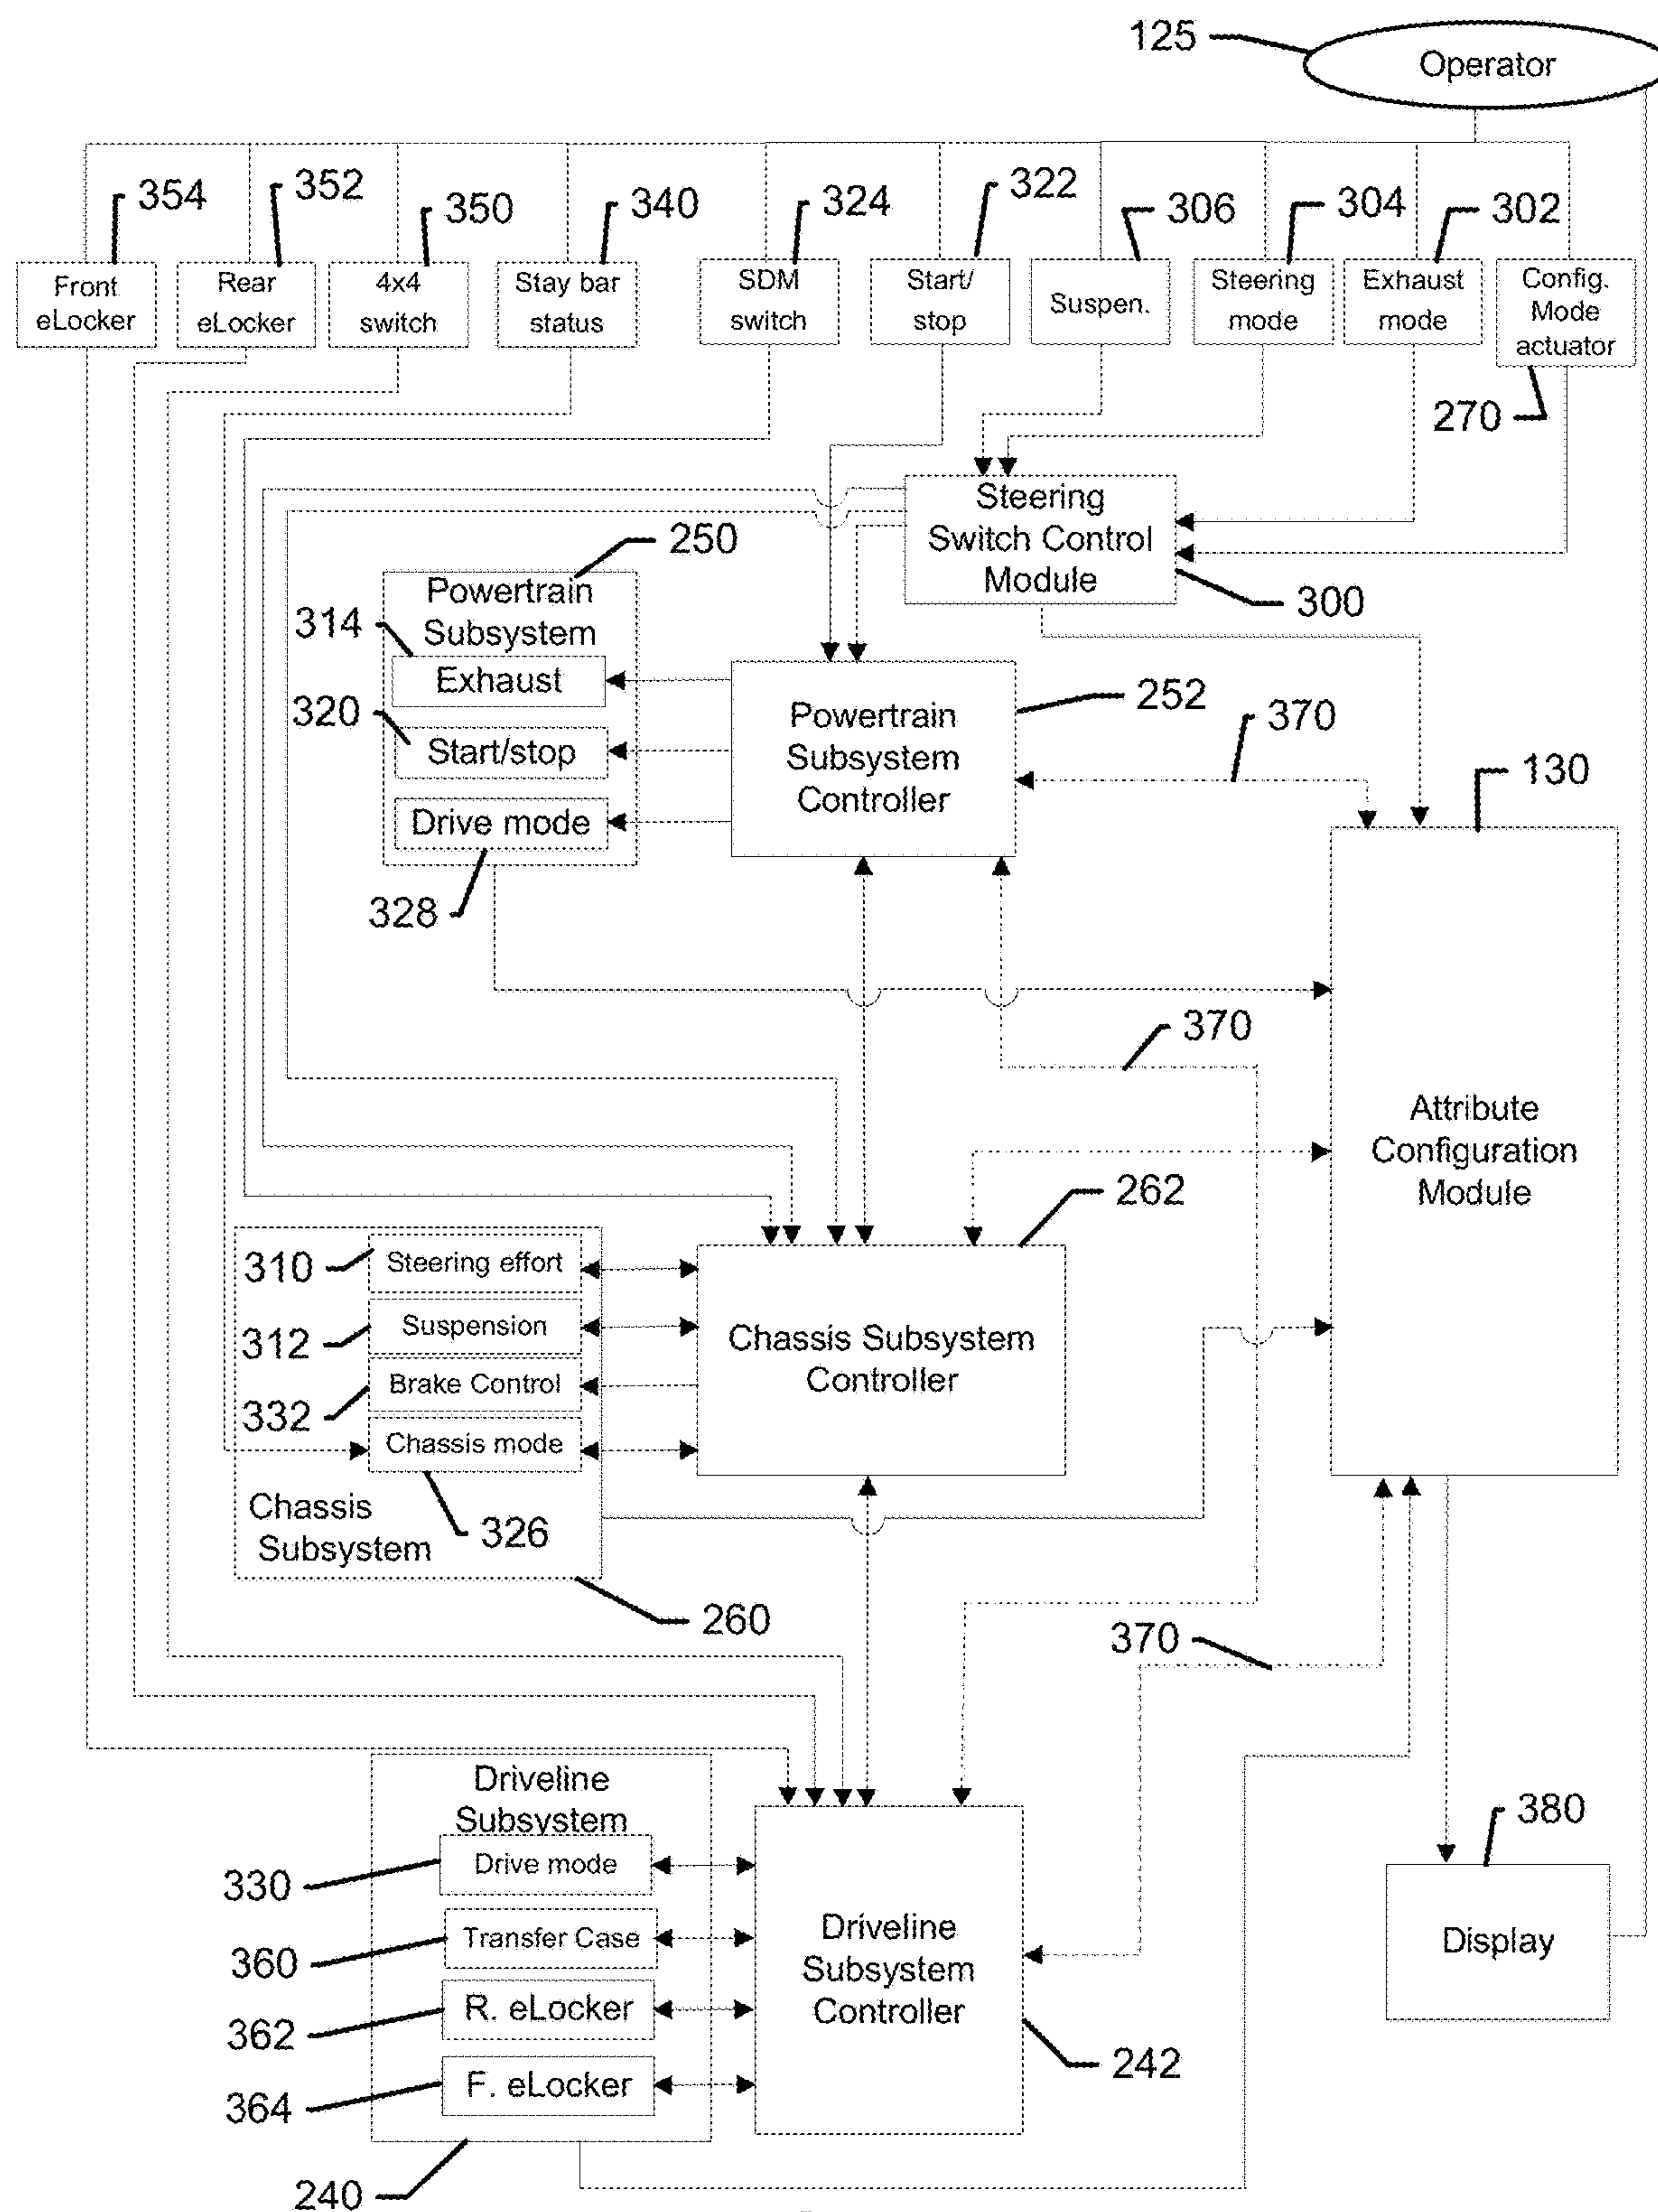 125
Operator
354
352
350
340
324
322
306
304
302
Front
eLocker
Rear
eLocker
4x4
switch
Stay bar
status
SDM
switch
Start/
stop
Suspen.
Steering
mode
Exhaust
mode
Config.
Mode
actuator
270
Steering
Switch Control
Module
300
250
Powertrain
Subsystem
314
Exhaust
320
Start/stop
Drive mode
328
Powertrain
Subsystem
Controller
252
370
130
370
Attribute
Configuration
Module
262
310
Steering effort
312
Suspension
332
Brake Control
Chassis mode
326
Chassis
Subsystem
260
Chassis Subsystem
Controller
370
Driveline
Subsystem
330
Drive mode
360
Transfer Case
362
R. eLocker
364
F. eLocker
240
Driveline
Subsystem
Controller
242
380
Display